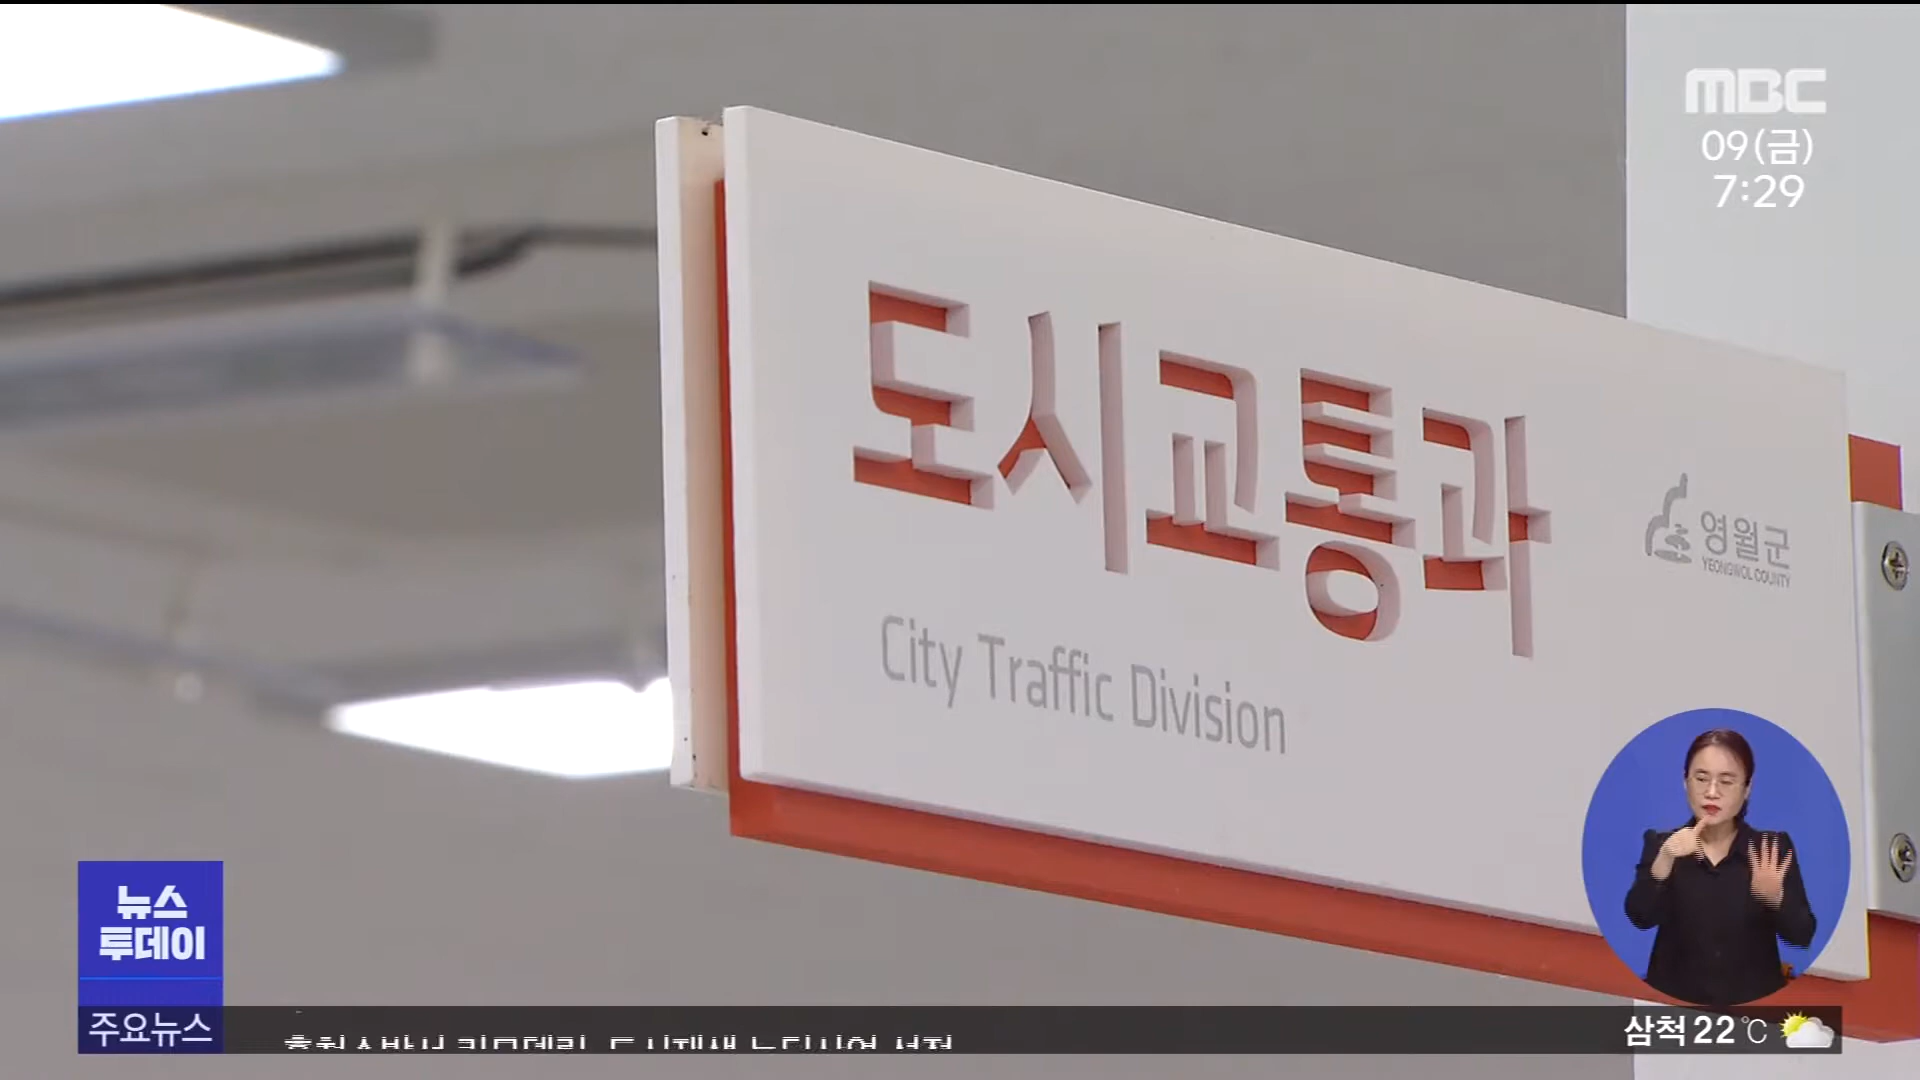 MBC
09(금)
7:29
도시교통과
City Traffic Division
영월군
YEONGWOL COUNTY
뉴스
투데이
주요뉴스
삼척 22℃